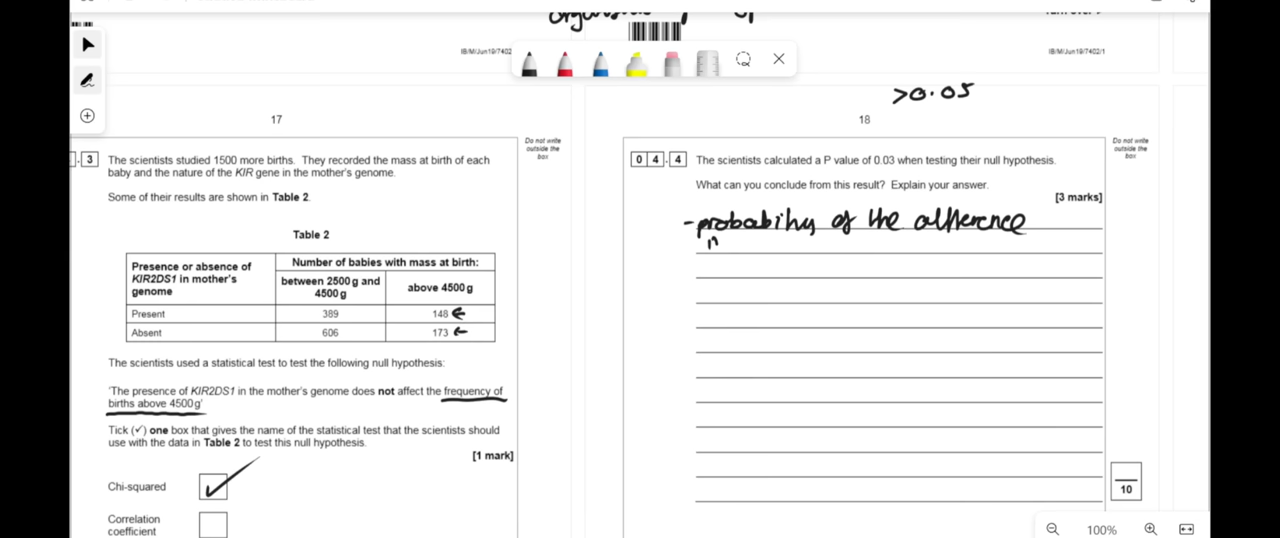 organisms
IB/M/Jun19/7402
IB/M/Jun19/7402/1
17
Do not write outside the box
.3 The scientists studied 1500 more births. They recorded the mass at birth of each
baby and the nature of the KIR gene in the mother's genome.
Some of their results are shown in Table 2.
Table 2
Presence or absence of KIR2DS1 in mother's genome
Number of babies with mass at birth:
between 2500 g and 4500 g
above 4500 g
Present 389 148 ←
Absent 606 173 ←
The scientists used a statistical test to test the following null hypothesis:
'The presence of KIR2DS1 in the mother's genome does not affect the frequency of
births above 4500 g'
Tick (✓) one box that gives the name of the statistical test that the scientists should
use with the data in Table 2 to test this null hypothesis.
[1 mark]
Chi-squared ✓
Correlation
coefficient
>0.05
18
Do not write outside the box
0 4 . 4 The scientists calculated a P value of 0.03 when testing their null hypothesis.
What can you conclude from this result? Explain your answer.
[3 marks]
- probability of the difference
10
100%